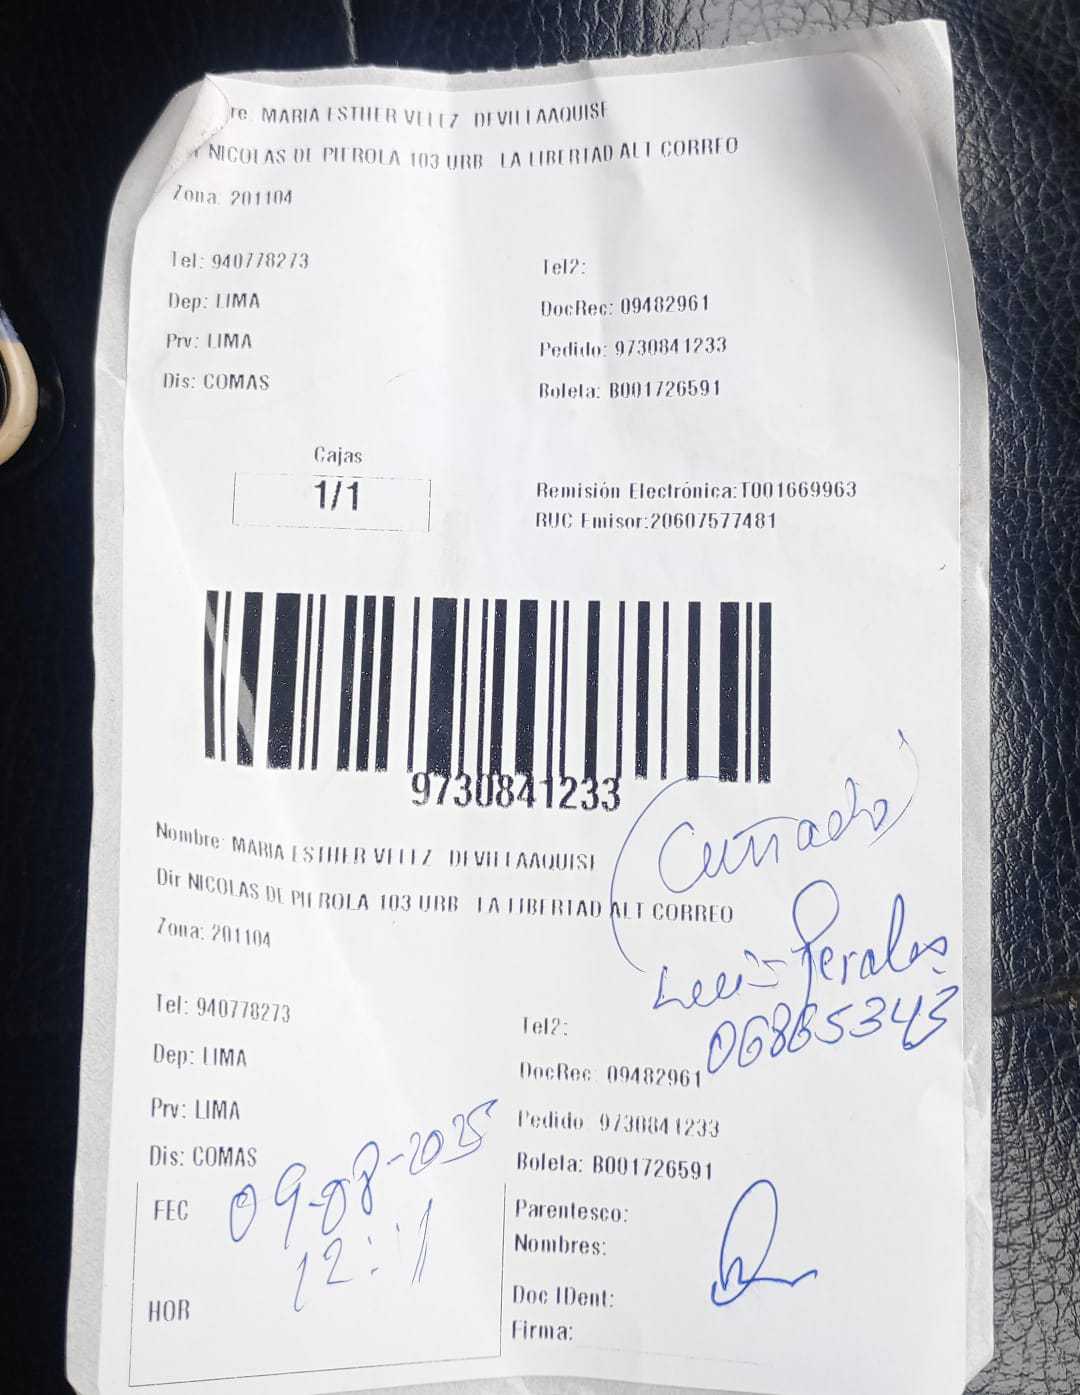 re: MARIA ESTHER VELEZ DEVILLAAQUISE
NICOLAS DE PIEROLA 103 URB LA LIBERTAD ALT CORREO
Zona: 201104
Tel: 940778273
Tel2:
Dep: LIMA
DocRec: 09482961
Prv: LIMA
Pedido: 9730841233
Dis: COMAS
Boleta: B001726591
Cajas
1/1
Remisión Electrónica:T001669963
RUC Emisor:20607577481
9730841233
(Cuñado)
Nombre: MARIA ESTHER VELEZ DEVILLAAQUISE
Dir NICOLAS DE PIEROLA 103 URB LA LIBERTAD ALT CORREO
Zona: 201104
Luis Perales
06865343
Tel: 940778273
Tel2:
Dep: LIMA
DocRec: 09482961
Prv: LIMA
Pedido: 9730841233
Dis: COMAS
Boleta: B001726591
FEC 09-08-2025
12:11
HOR
Parentesco:
Nombres:
Doc IDent:
Firma: